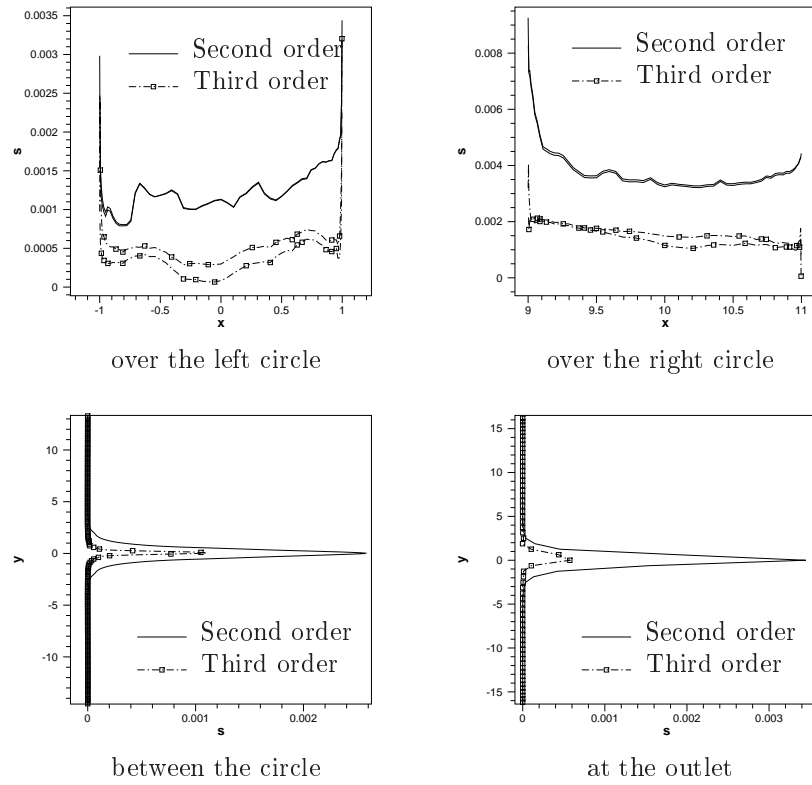 0.0035
0.003
0.0025
0.002
0.0015
0.001
0.0005
0
s
Second order
Third order
-1 -0.5 0 0.5 1
x
over the left circle
0.008
0.006
0.004
0.002
0
s
Second order
Third order
9 9.5 10 10.5 11
x
over the right circle
10
5
0
-5
-10
y
Second order
Third order
0 0.001 0.002
s
between the circle
15
10
5
0
-5
-10
-15
y
Second order
Third order
0 0.001 0.002 0.003
s
at the outlet